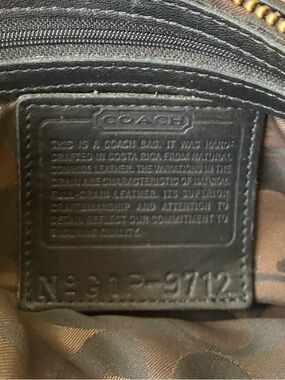 COACH
THIS IS A COACH BAG. IT WAS HAND-
CRAFTED IN COSTA RICA FROM NATURAL
COWHIDE LEATHER. THE VARIATIONS IN THE
GRAIN ARE CHARACTERISTIC OF NATURAL
FULL-GRAIN LEATHER. ITS SUPERIOR
CRAFTSMANSHIP AND ATTENTION TO
DETAIL REFLECT OUR COMMITMENT TO
ENDURING QUALITY.
Nº G1P-9712